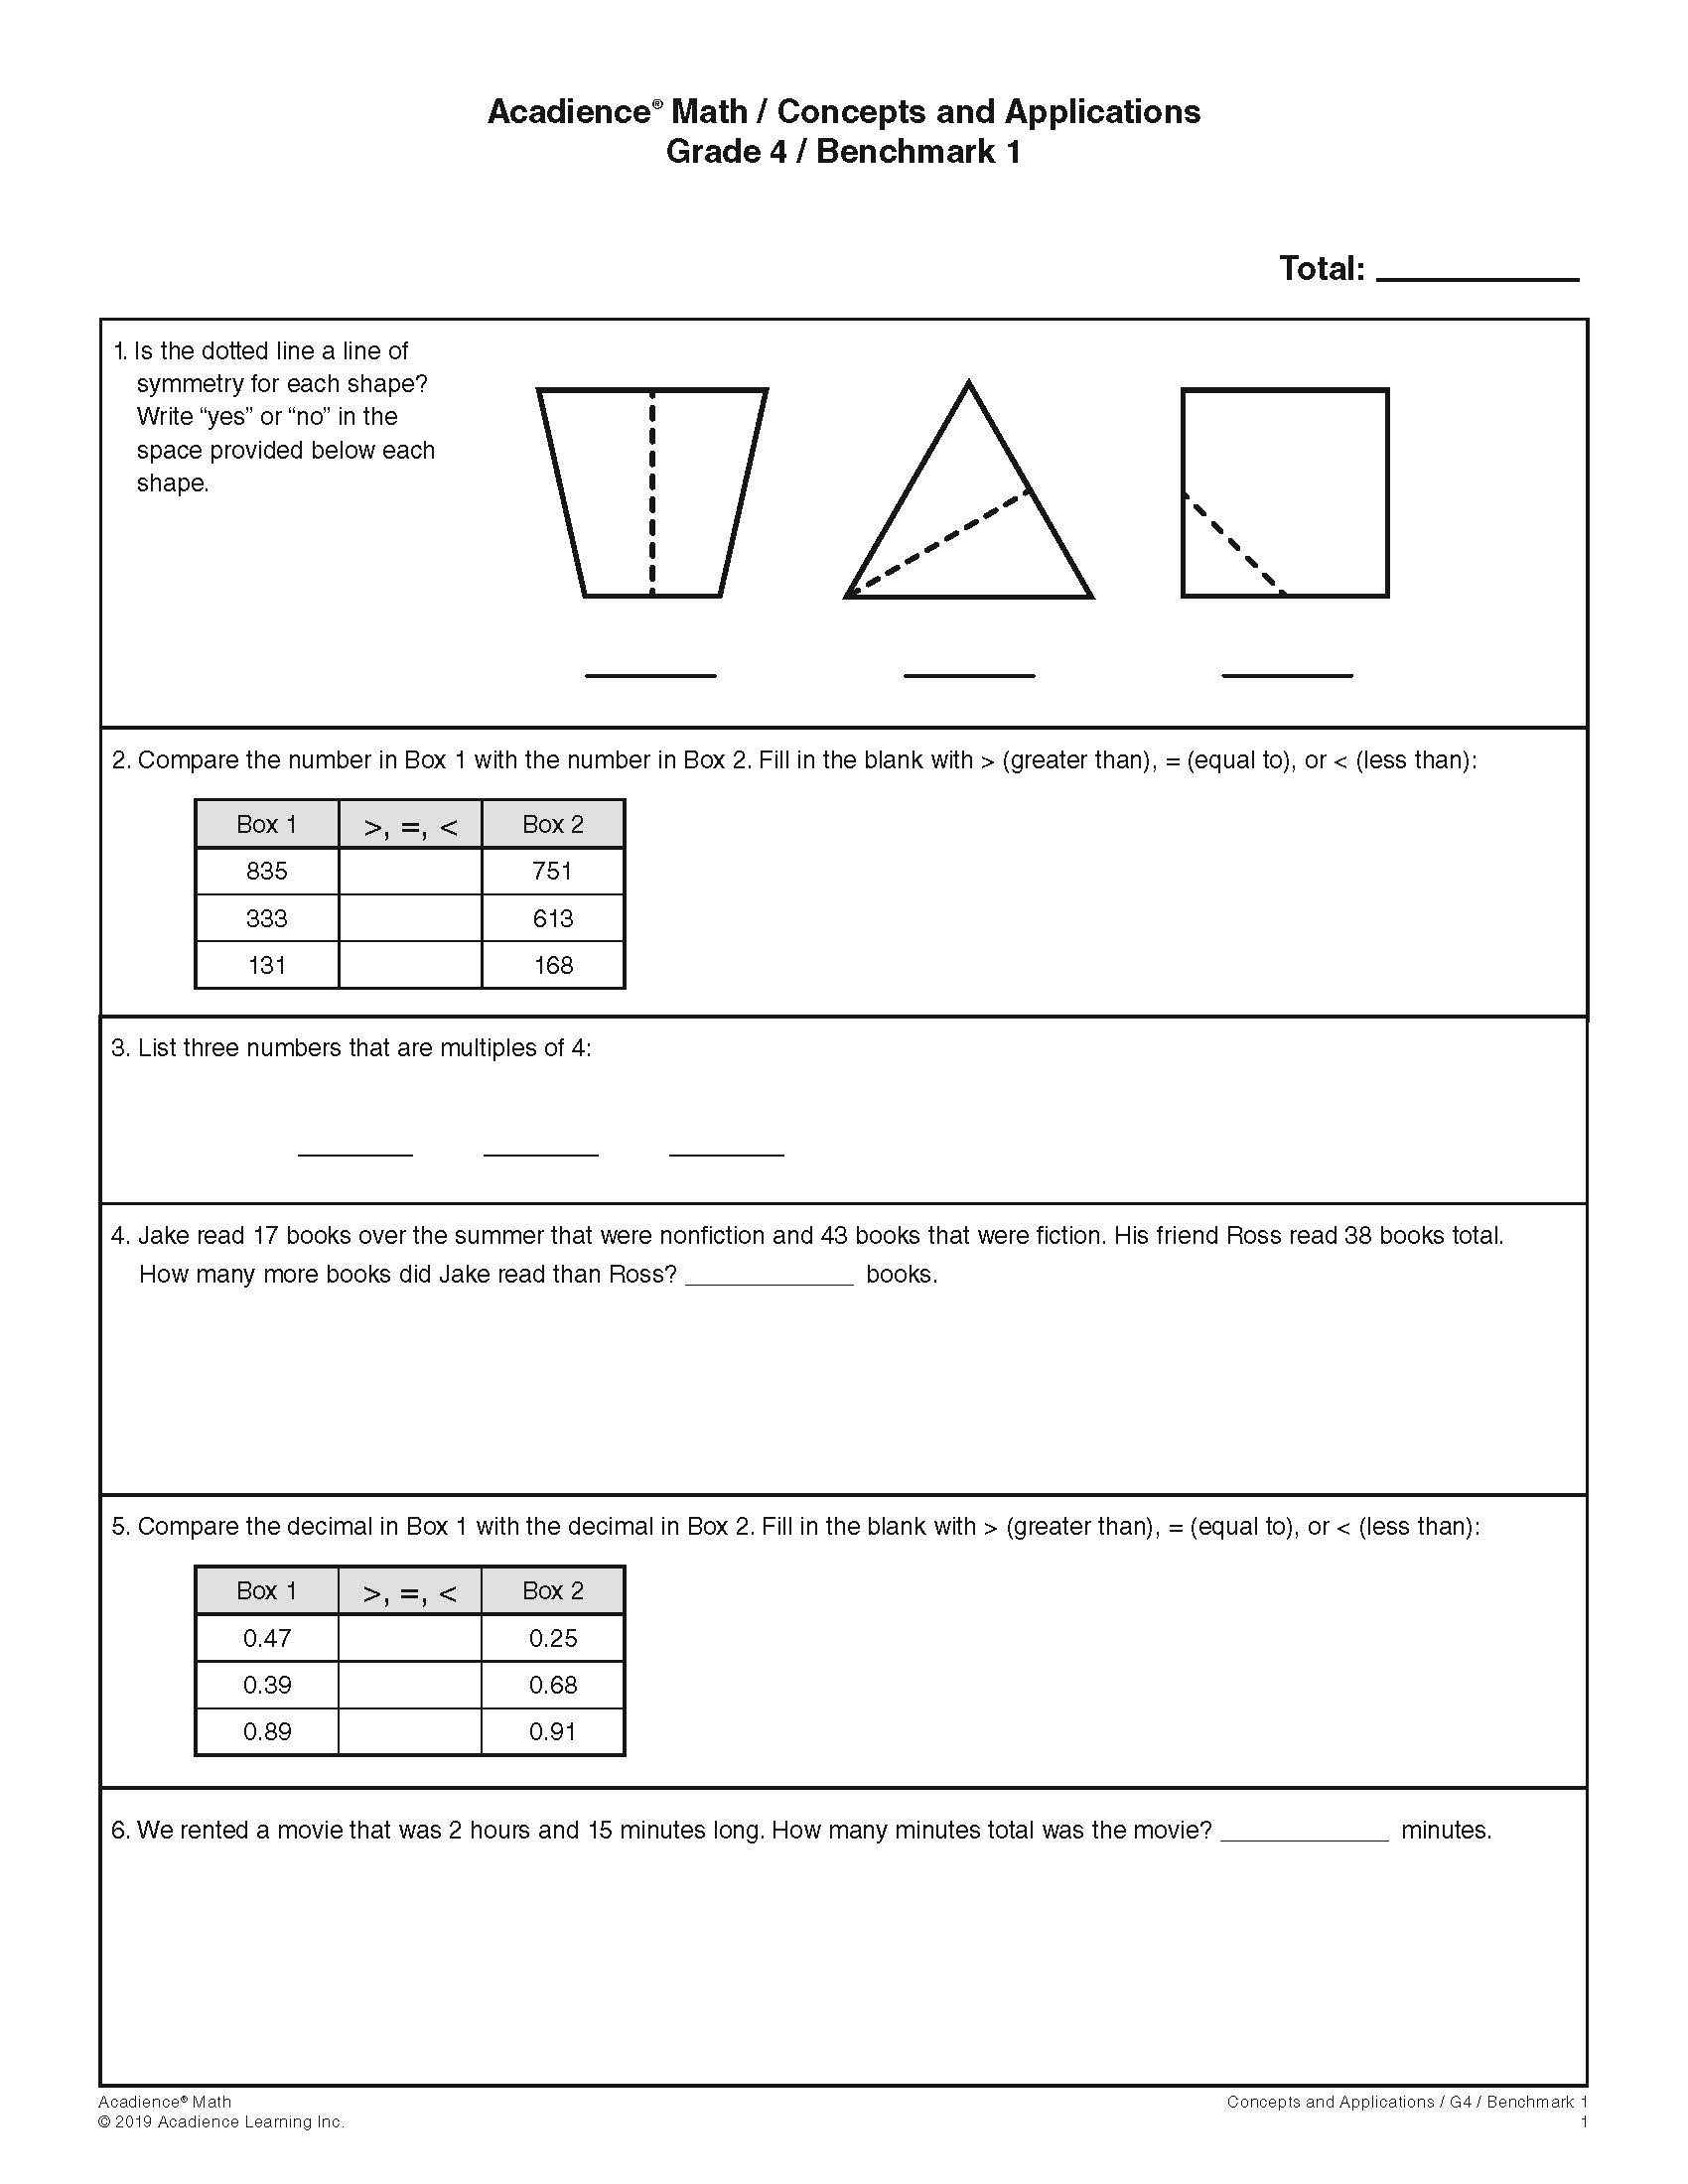 Acadience® Math / Concepts and Applications
Grade 4 / Benchmark 1
Total: ____________
1. Is the dotted line a line of
symmetry for each shape?
Write “yes” or “no” in the
space provided below each
shape.
2. Compare the number in Box 1 with the number in Box 2. Fill in the blank with > (greater than), = (equal to), or < (less than):
Box 1 >, =, < Box 2
835 751
333 613
131 168
3. List three numbers that are multiples of 4:
4. Jake read 17 books over the summer that were nonfiction and 43 books that were fiction. His friend Ross read 38 books total.
How many more books did Jake read than Ross? ____________ books.
5. Compare the decimal in Box 1 with the decimal in Box 2. Fill in the blank with > (greater than), = (equal to), or < (less than):
Box 1 >, =, < Box 2
0.47 0.25
0.39 0.68
0.89 0.91
6. We rented a movie that was 2 hours and 15 minutes long. How many minutes total was the movie? ____________ minutes.
Acadience® Math Concepts and Applications / G4 / Benchmark 1
© 2019 Acadience Learning Inc. 1